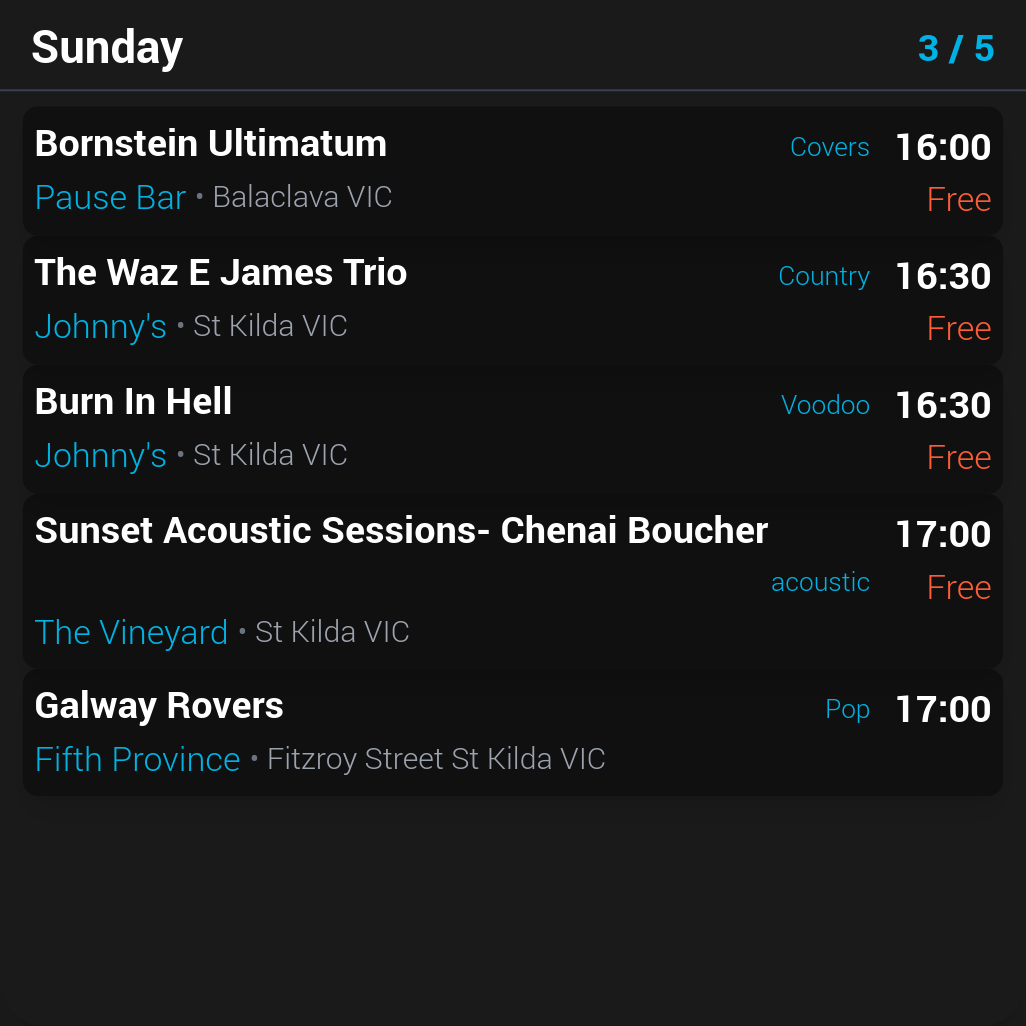 Sunday 3 / 5
Bornstein Ultimatum Covers 16:00
Pause Bar • Balaclava VIC Free
The Waz E James Trio Country 16:30
Johnny's • St Kilda VIC Free
Burn In Hell Voodoo 16:30
Johnny's • St Kilda VIC Free
Sunset Acoustic Sessions- Chenai Boucher 17:00
acoustic Free
The Vineyard • St Kilda VIC
Galway Rovers Pop 17:00
Fifth Province • Fitzroy Street St Kilda VIC